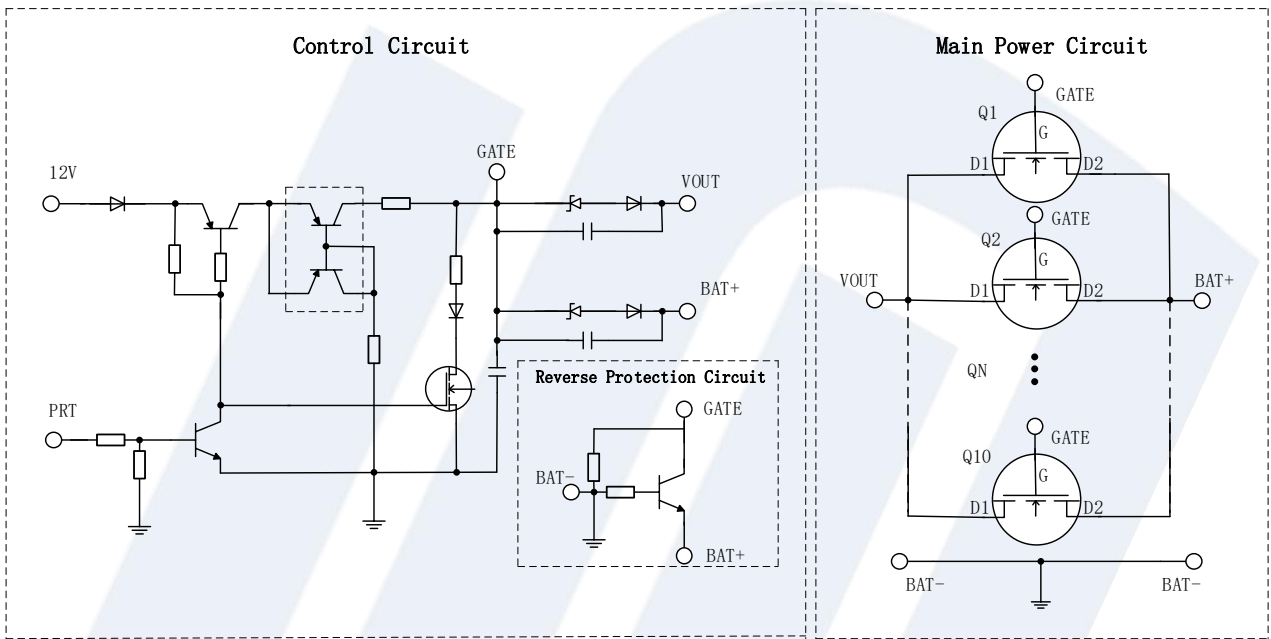 Control Circuit
12V
GATE
VOUT
BAT+
PRT
Reverse Protection Circuit
GATE
BAT-
BAT+
Main Power Circuit
GATE
Q1
G
D1
D2
GATE
Q2
G
D1
D2
VOUT
BAT+
QN
GATE
Q10
G
D1
D2
BAT-
BAT-